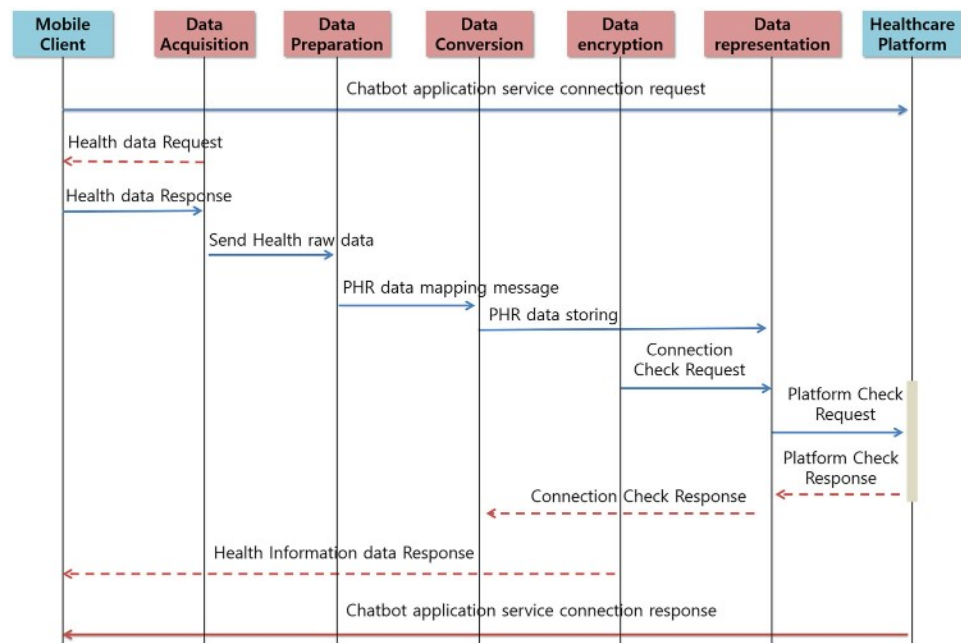 Mobile
Client
Data
Acquisition
Data
Preparation
Data
Conversion
Data
encryption
Data
representation
Healthcare
Platform
Chatbot application service connection request
Health data Request
Health data Response
Send Health raw data
PHR data mapping message
PHR data storing
Connection
Check Request
Platform Check
Request
Platform Check
Response
Connection Check Response
Health Information data Response
Chatbot application service connection response